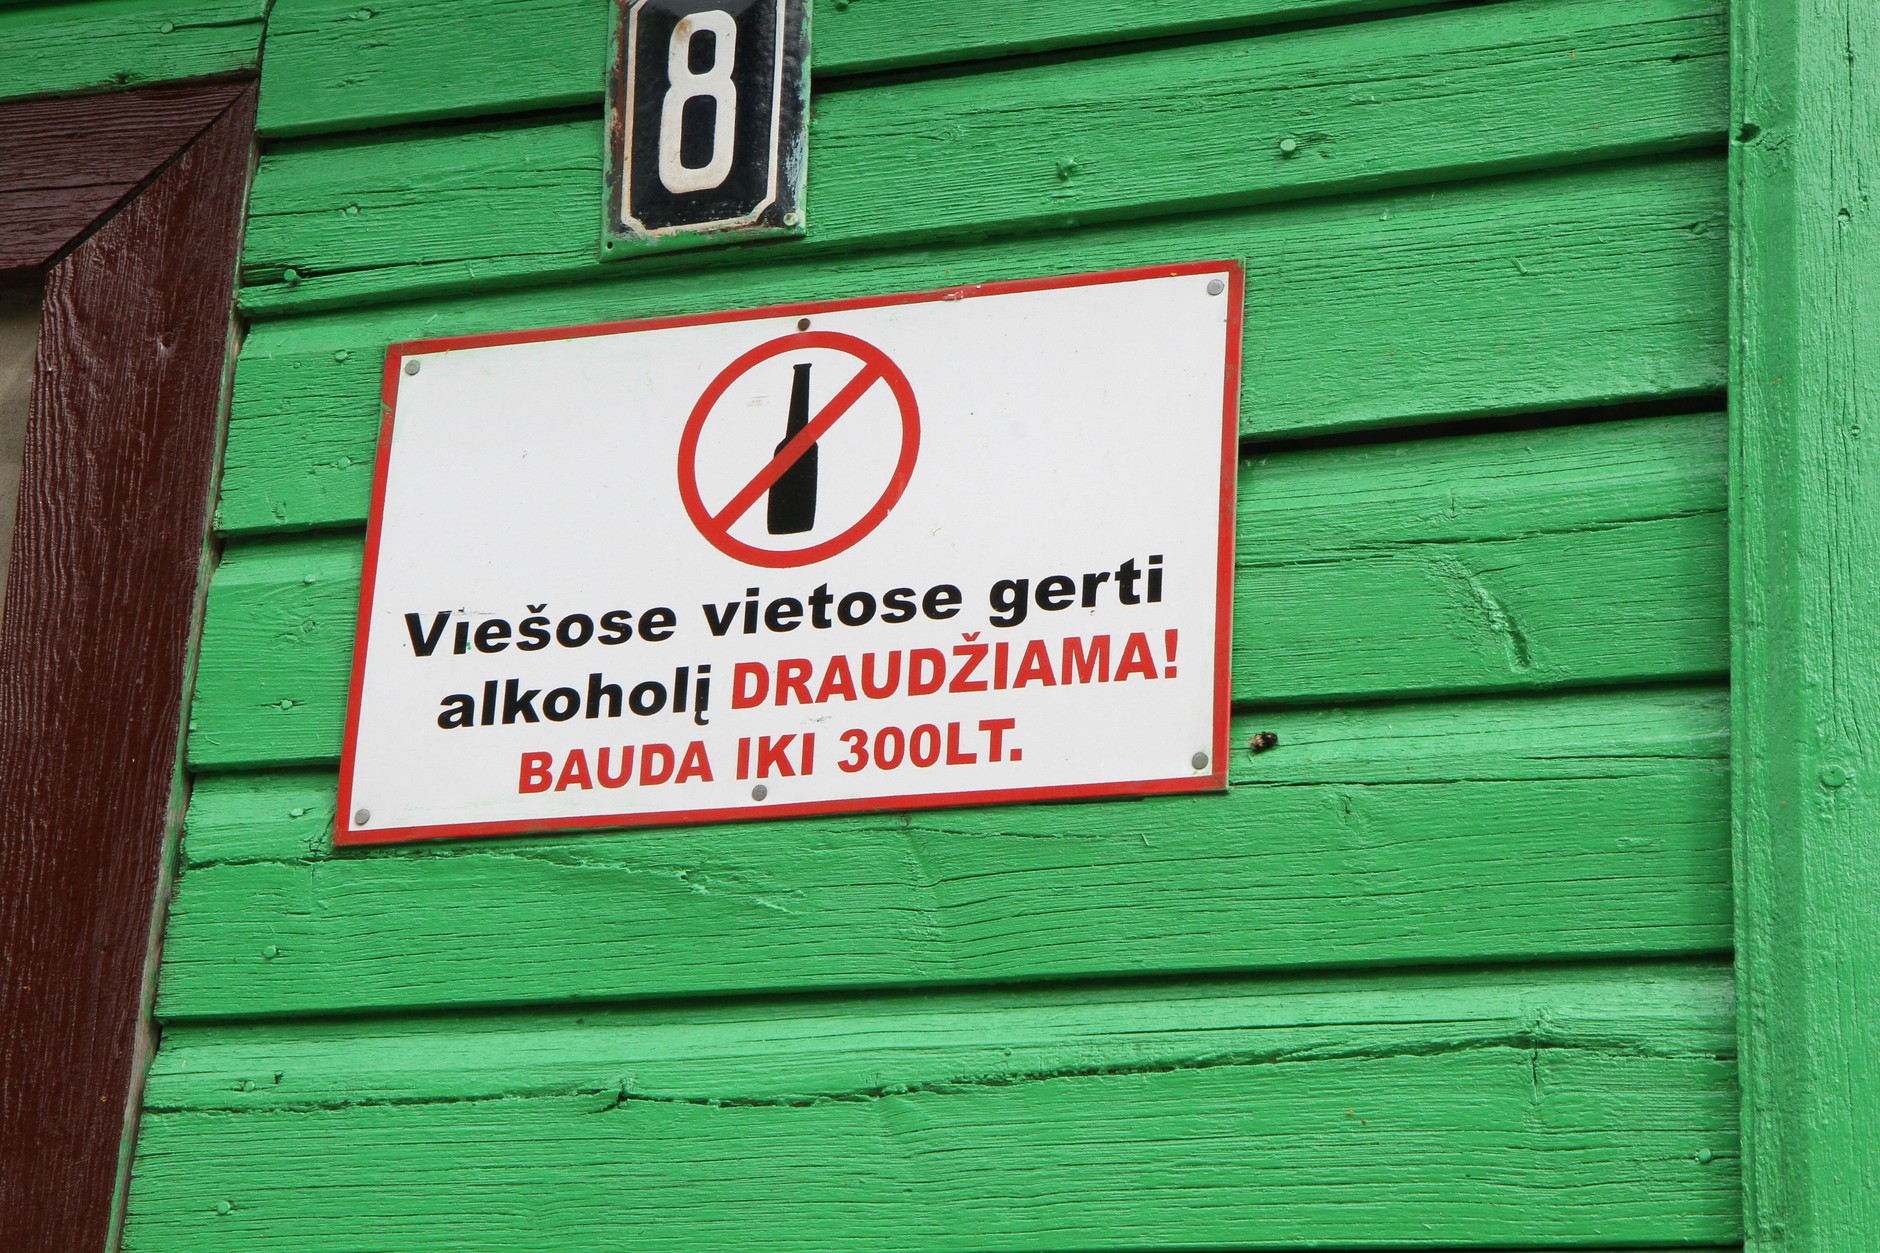 8
Viešose vietose gerti
alkoholį DRAUDŽIAMA!
BAUDA IKI 300LT.